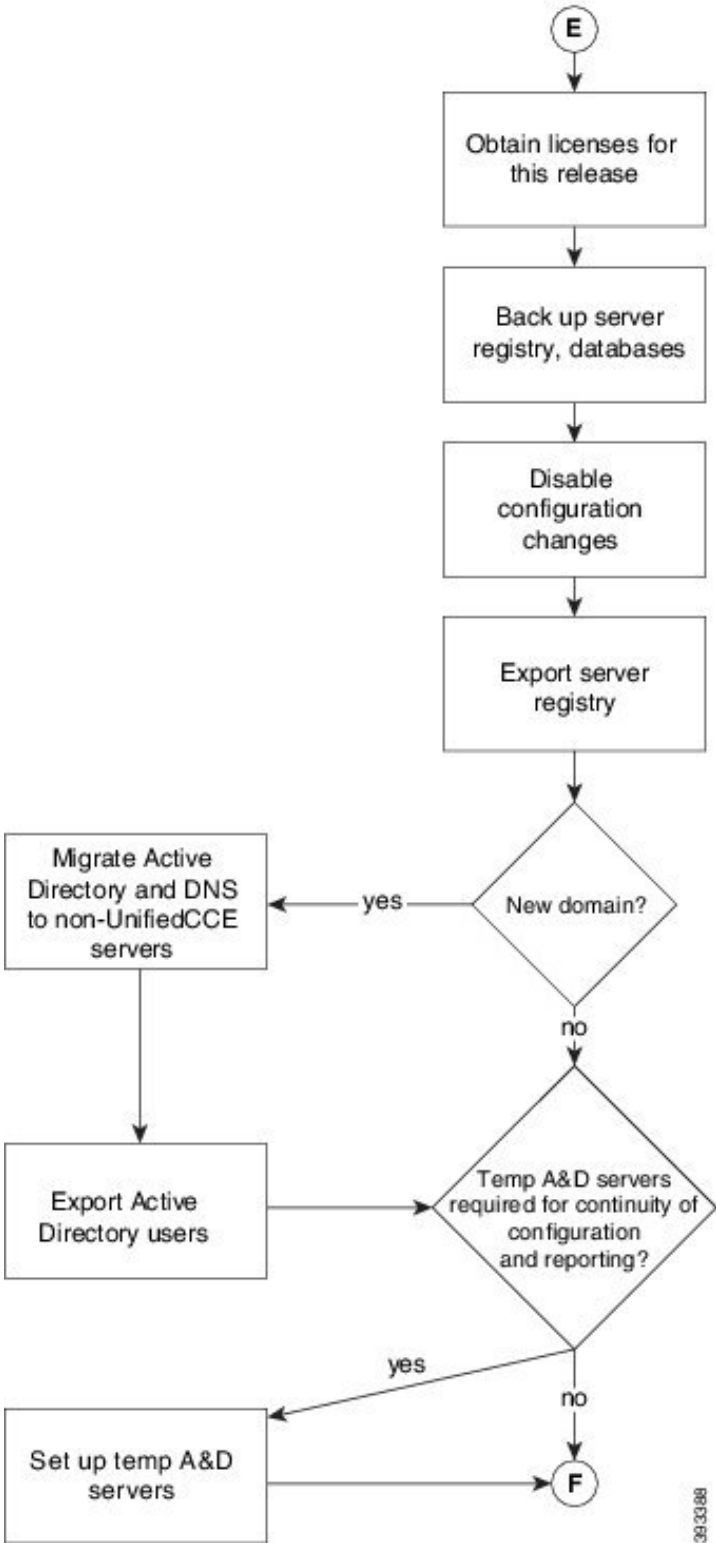 E
Obtain licenses for
this release
Back up server
registry, databases
Disable
configuration
changes
Export server
registry
Migrate Active
Directory and DNS
to non-UnifiedCCE
servers
yes
New domain?
no
Export Active
Directory users
Temp A&D servers
required for continuity of
configuration
and reporting?
yes
no
Set up temp A&D
servers
F
393388